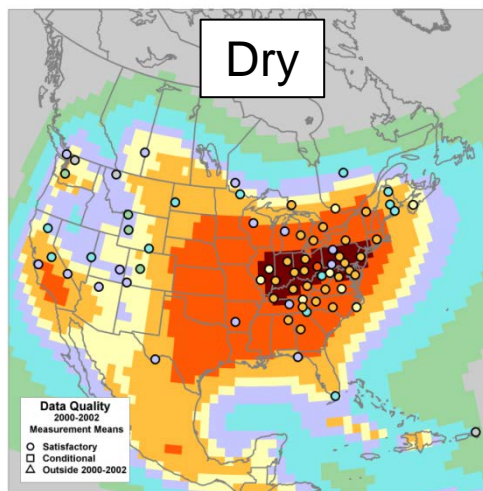 Dry
Data Quality
2000-2002
Measurement Means
Satisfactory
Conditional
Outside 2000-2002